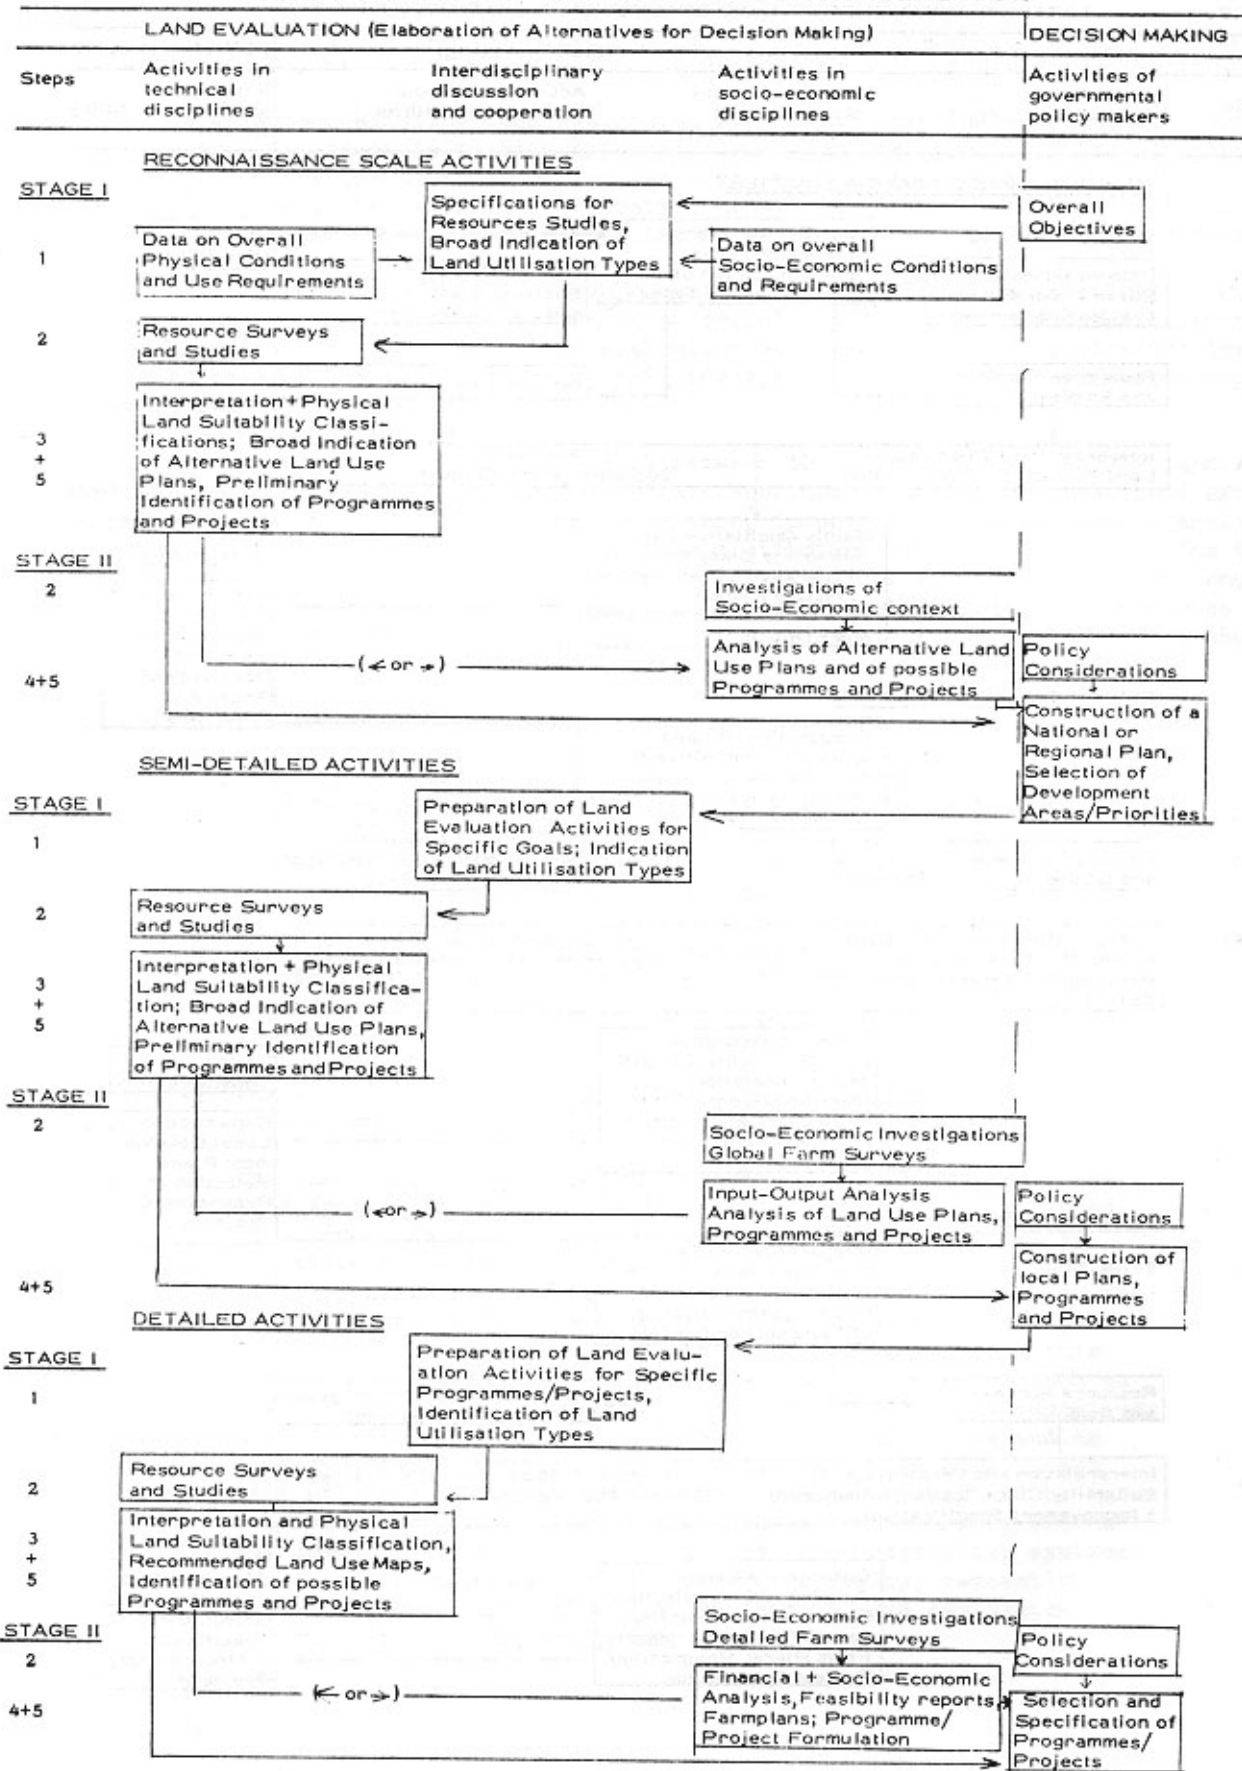 LAND EVALUATION (Elaboration of Alternatives for Decision Making)
DECISION MAKING
Steps
Activities in
technical
disciplines
Interdisciplinary
discussion
and cooperation
Activities in
socio-economic
disciplines
Activities of
governmental
policy makers
RECONNAISSANCE SCALE ACTIVITIES
STAGE I
Specifications for
Resources Studies,
Broad Indication of
Land Utilisation Types
Overall
Objectives
1
Data on Overall
Physical Conditions
and Use Requirements
Data on overall
Socio-Economic Conditions
and Requirements
2
Resource Surveys
and Studies
3
+
5
Interpretation + Physical
Land Suitability Classi-
fications; Broad Indication
of Alternative Land Use
Plans, Preliminary
Identification of Programmes
and Projects
STAGE II
2
Investigations of
Socio-Economic context
4+5
(← or →)
Analysis of Alternative Land
Use Plans and of possible
Programmes and Projects
Policy
Considerations
Construction of a
National or
Regional Plan,
Selection of
Development
Areas/Priorities
SEMI-DETAILED ACTIVITIES
STAGE I
1
Preparation of Land
Evaluation Activities for
Specific Goals; Indication
of Land Utilisation Types
2
Resource Surveys
and Studies
3
+
5
Interpretation + Physical
Land Suitability Classifica-
tion; Broad Indication of
Alternative Land Use Plans,
Preliminary Identification
of Programmes and Projects
STAGE II
2
Socio-Economic Investigations
Global Farm Surveys
(← or →)
Input-Output Analysis
Analysis of Land Use Plans,
Programmes and Projects
Policy
Considerations
4+5
Construction of
local Plans,
Programmes
and Projects
DETAILED ACTIVITIES
STAGE I
1
Preparation of Land Evalu-
ation Activities for Specific
Programmes/Projects,
Identification of Land
Utilisation Types
2
Resource Surveys
and Studies
3
+
5
Interpretation and Physical
Land Suitability Classification,
Recommended Land Use Maps,
Identification of possible
Programmes and Projects
STAGE II
2
Socio-Economic Investigations
Detailed Farm Surveys
Policy
Considerations
4+5
(← or →)
Financial + Socio-Economic
Analysis, Feasibility reports,
Farmplans; Programme/
Project Formulation
Selection and
Specification of
Programmes/
Projects